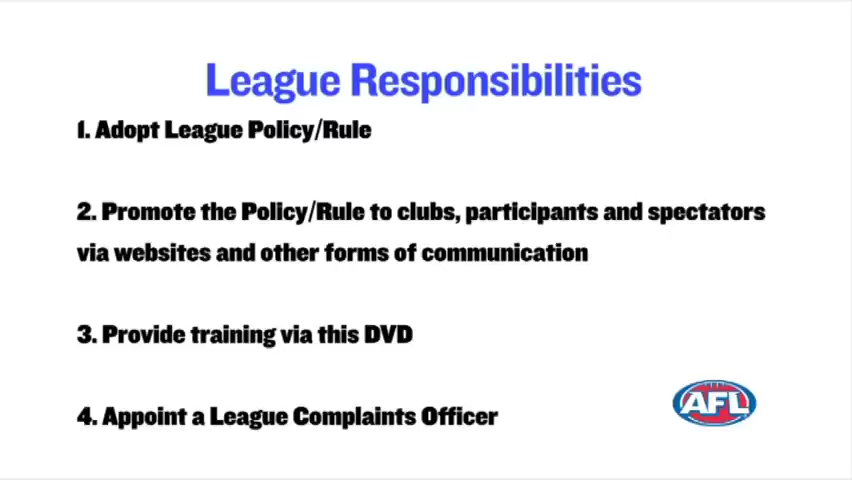 League Responsibilities
1. Adopt League Policy/Rule
2. Promote the Policy/Rule to clubs, participants and spectators
via websites and other forms of communication
3. Provide training via this DVD
4. Appoint a League Complaints Officer
AFL